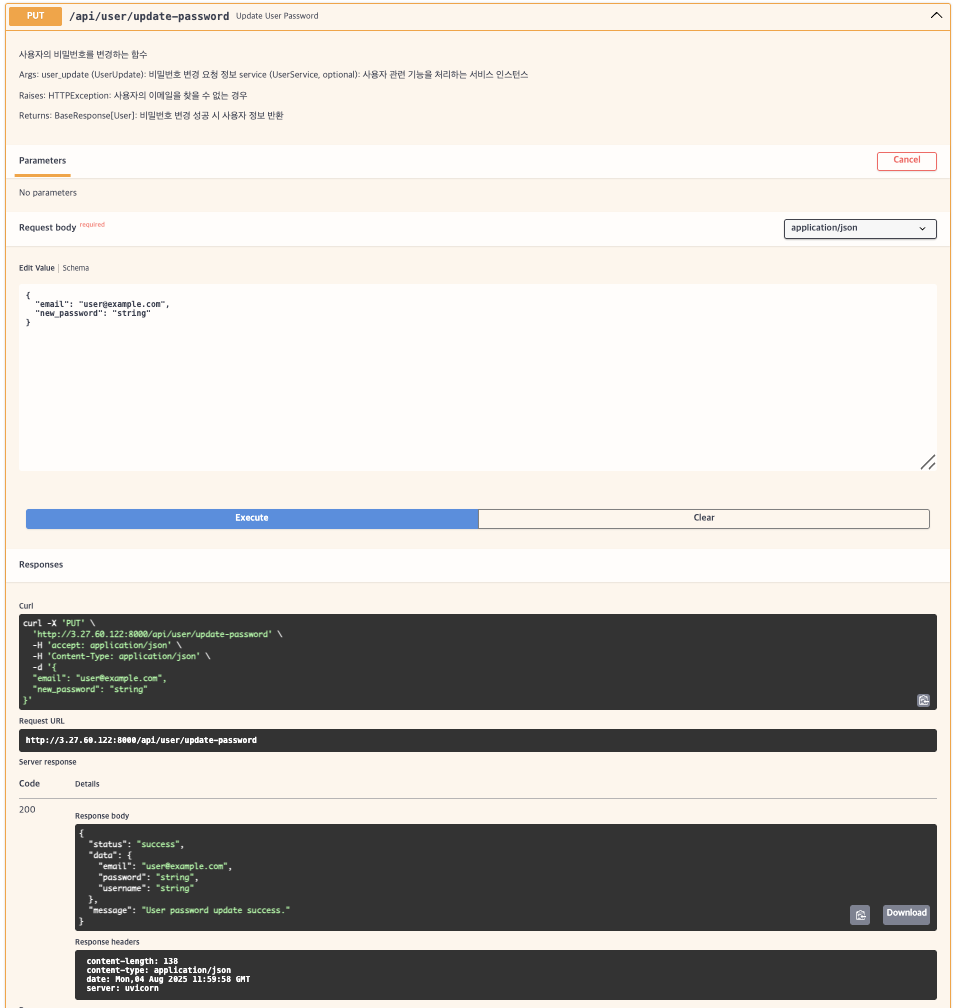 PUT /api/user/update-password Update User Password
사용자의 비밀번호를 변경하는 함수
Args: user_update (UserUpdate): 비밀번호 변경 요청 정보 service (UserService, optional): 사용자 관련 기능을 처리하는 서비스 인스턴스
Raises: HTTPException: 사용자의 이메일을 찾을 수 없는 경우
Returns: BaseResponse[User]: 비밀번호 변경 성공 시 사용자 정보 반환
Parameters Cancel
No parameters
Request body required application/json
Edit Value | Schema
{
  "email": "user@example.com",
  "new_password": "string"
}
Execute Clear
Responses
Curl
curl -X 'PUT' \
  'http://3.27.60.122:8000/api/user/update-password' \
  -H 'accept: application/json' \
  -H 'Content-Type: application/json' \
  -d '{
  "email": "user@example.com",
  "new_password": "string"
}'
Request URL
http://3.27.60.122:8000/api/user/update-password
Server response
Code Details
200
Response body
{
  "status": "success",
  "data": {
    "email": "user@example.com",
    "password": "string",
    "username": "string"
  },
  "message": "User password update success."
}
Download
Response headers
content-length: 138
content-type: application/json
date: Mon,04 Aug 2025 11:59:58 GMT
server: uvicorn